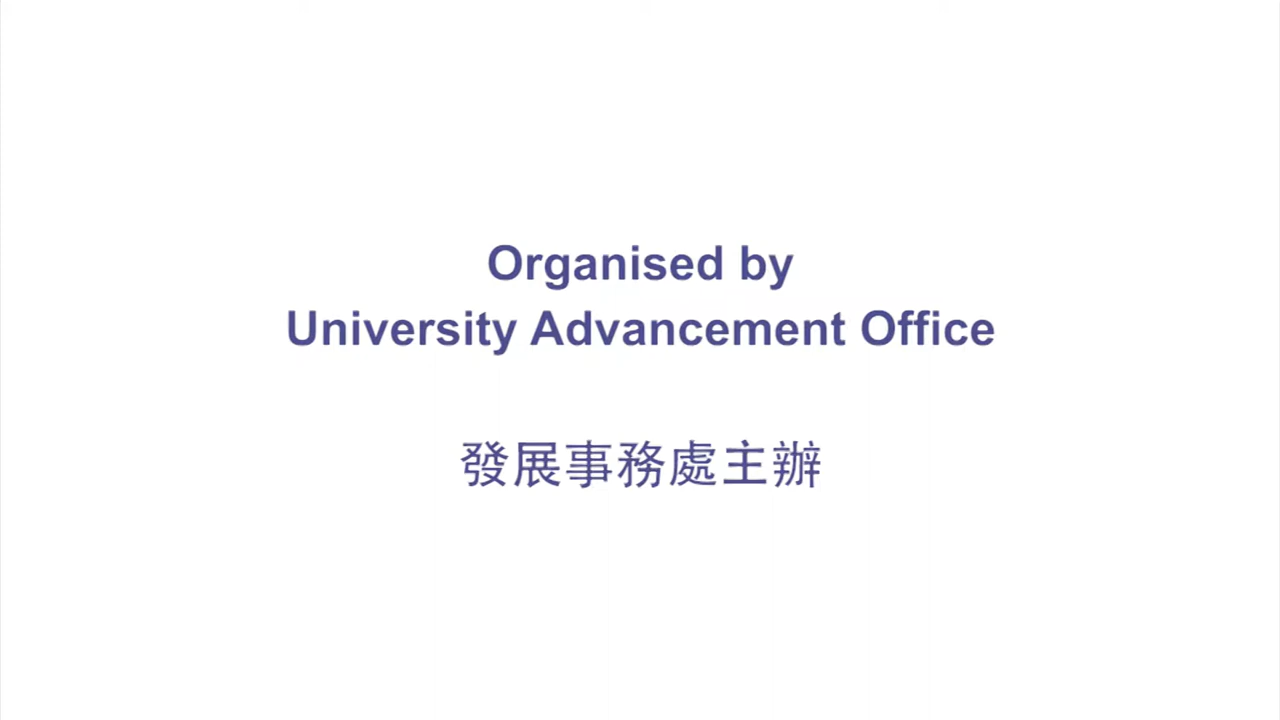 Organised by
University Advancement Office
發展事務處主辦